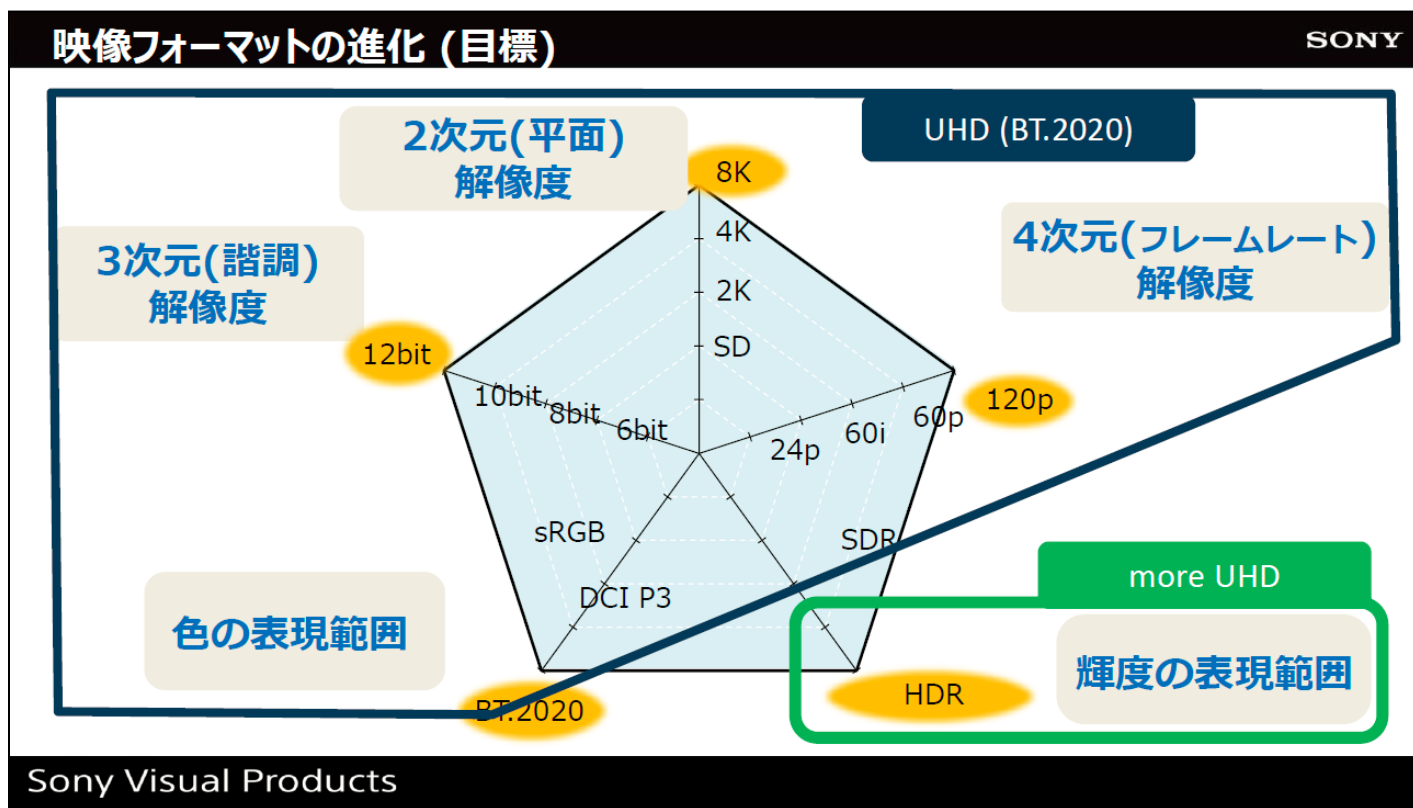 映像フォーマットの進化 (目標)
SONY
UHD (BT.2020)
2次元(平面)
解像度
8K
4K
2K
SD
4次元(フレームレート)
解像度
3次元(諧調)
解像度
12bit
10bit
8bit
6bit
24p
60i
60p
120p
sRGB
DCI P3
BT.2020
色の表現範囲
SDR
HDR
more UHD
輝度の表現範囲
Sony Visual Products